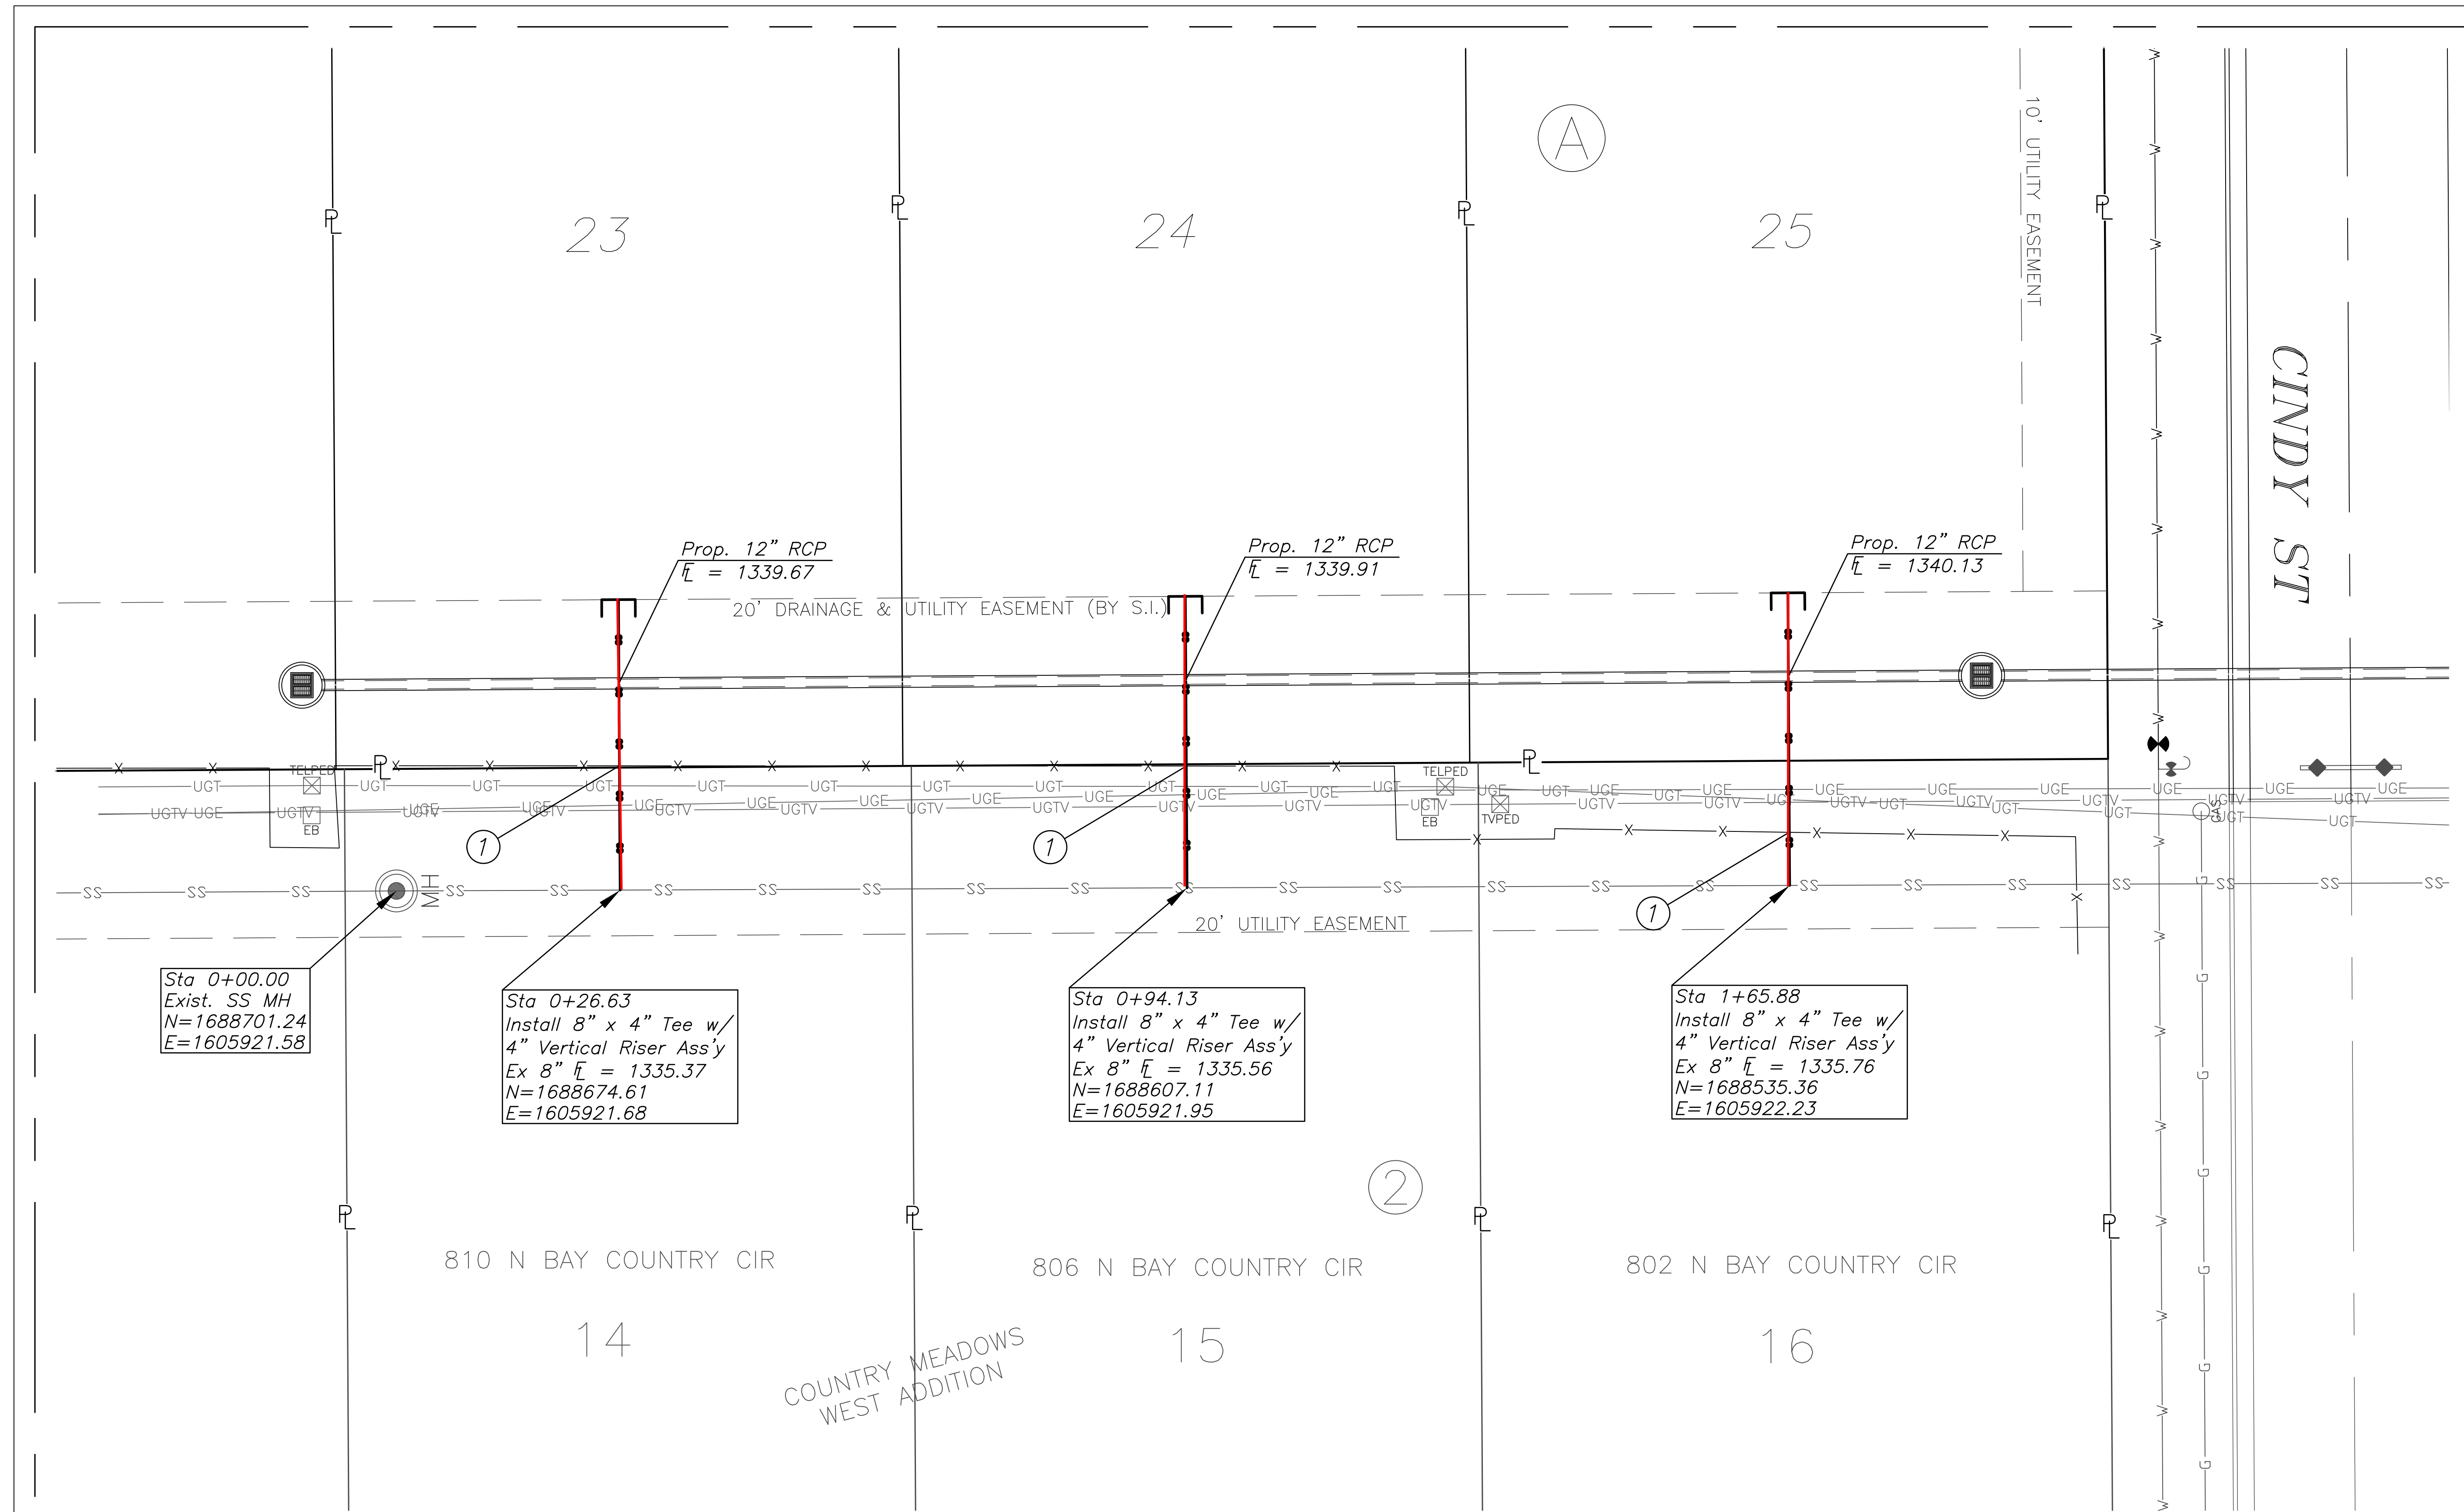 A
10' UTILITY EASEMENT
23
24
25
CINDY ST
Prop. 12" RCP
FL = 1339.67
Prop. 12" RCP
FL = 1339.91
Prop. 12" RCP
FL = 1340.13
20' DRAINAGE & UTILITY EASEMENT (BY S.I.)
TELPED
EB
TELPED
EB
TVPED
GAS
1
1
1
MH
20' UTILITY EASEMENT
Sta 0+00.00
Exist. SS MH
N=1688701.24
E=1605921.58
Sta 0+26.63
Install 8" x 4" Tee w/
4" Vertical Riser Ass'y
Ex 8" FL = 1335.37
N=1688674.61
E=1605921.68
Sta 0+94.13
Install 8" x 4" Tee w/
4" Vertical Riser Ass'y
Ex 8" FL = 1335.56
N=1688607.11
E=1605921.95
Sta 1+65.88
Install 8" x 4" Tee w/
4" Vertical Riser Ass'y
Ex 8" FL = 1335.76
N=1688535.36
E=1605922.23
2
810 N BAY COUNTRY CIR
806 N BAY COUNTRY CIR
802 N BAY COUNTRY CIR
14
15
16
COUNTRY MEADOWS
WEST ADDITION